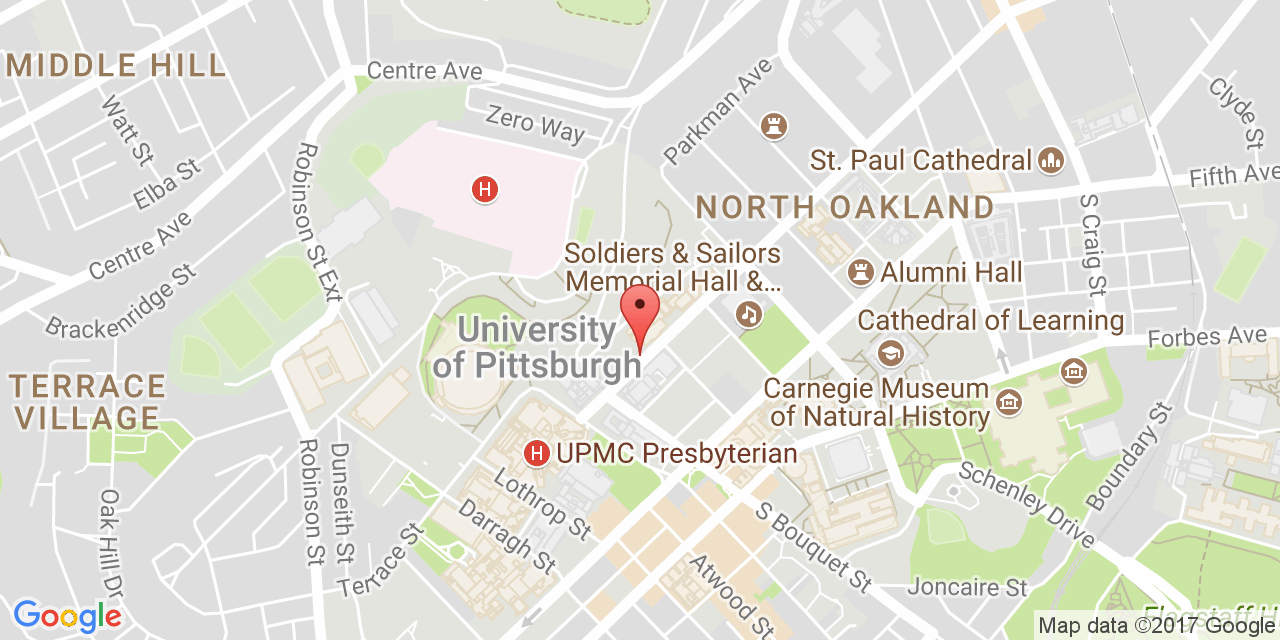 MIDDLE HILL
Centre Ave
Zero Way
Parkman Ave
Clyde St
Watt St
Elba St
Robinson St Ext
H
St. Paul Cathedral
Fifth Ave
NORTH OAKLAND
S Craig St
Centre Ave
Brackenridge St
Soldiers & Sailors
Memorial Hall &...
Alumni Hall
University
of Pittsburgh
Cathedral of Learning
Forbes Ave
TERRACE
VILLAGE
Carnegie Museum
of Natural History
H
UPMC Presbyterian
Boundary St
Schenley Drive
Robinson St
Dunseith St
Oak Hill Dr
Lothrop St
Darragh St
Terrace St
S Bouquet St
Atwood St
Joncaire St
Google
Map data ©2017 Google